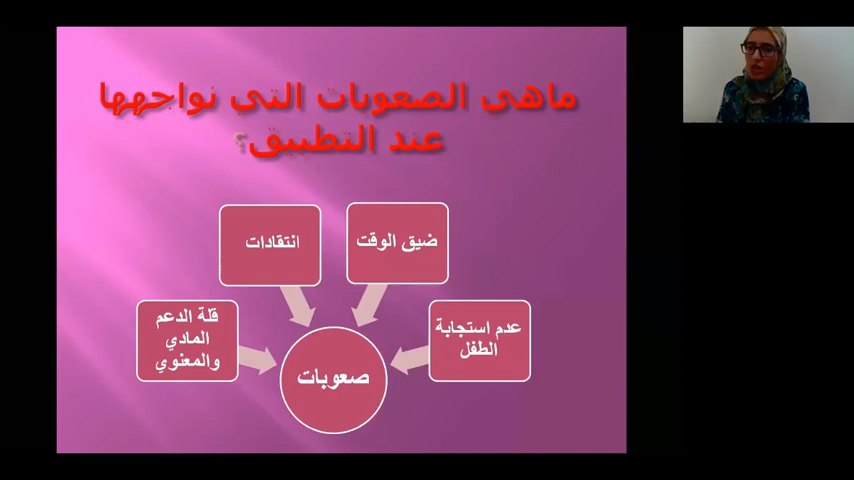 ماهى الصعوبات التي نواجهها
عند التطبيق؟
ضيق الوقت
انتقادات
عدم استجابة
الطفل
قلة الدعم
المادي
والمعنوي
صعوبات